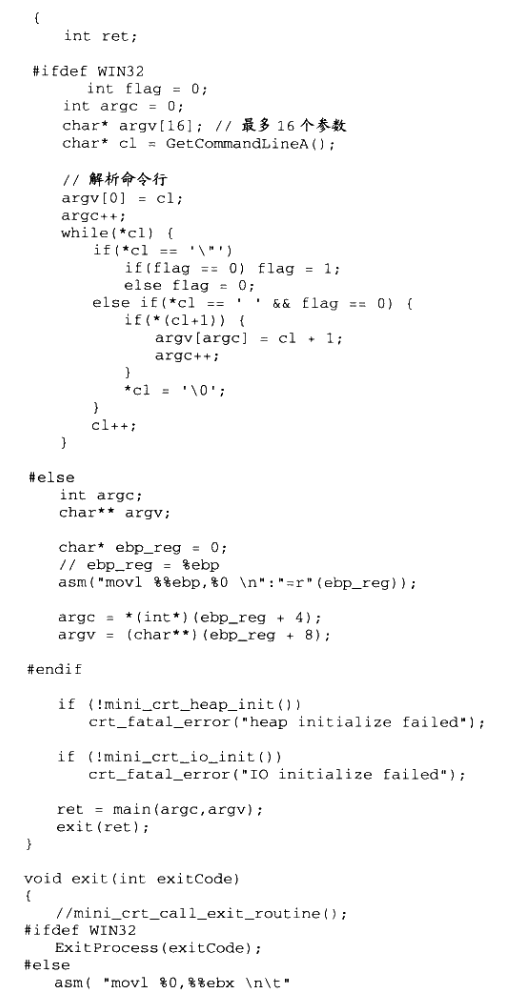 {
    int ret;

#ifdef WIN32
      int flag = 0;
    int argc = 0;
    char* argv[16]; // 最多 16 个参数
    char* cl = GetCommandLineA();

    // 解析命令行
    argv[0] = cl;
    argc++;
    while(*cl) {
        if(*cl == '\"')
            if(flag == 0) flag = 1;
            else flag = 0;
        else if(*cl == ' ' && flag == 0) {
            if(*(cl+1)) {
                argv[argc] = cl + 1;
                argc++;
            }
            *cl = '\0';
        }
        cl++;
    }

#else
    int argc;
    char** argv;

    char* ebp_reg = 0;
    // ebp_reg = %ebp
    asm("movl %%ebp,%0 \n":"=r"(ebp_reg));

    argc = *(int*)(ebp_reg + 4);
    argv = (char**)(ebp_reg + 8);

#endif

    if (!mini_crt_heap_init())
        crt_fatal_error("heap initialize failed");

    if (!mini_crt_io_init())
        crt_fatal_error("IO initialize failed");

    ret = main(argc,argv);
    exit(ret);
}

void exit(int exitCode)
{
    //mini_crt_call_exit_routine();
#ifdef WIN32
    ExitProcess(exitCode);
#else
    asm( "movl %0,%%ebx \n\t"